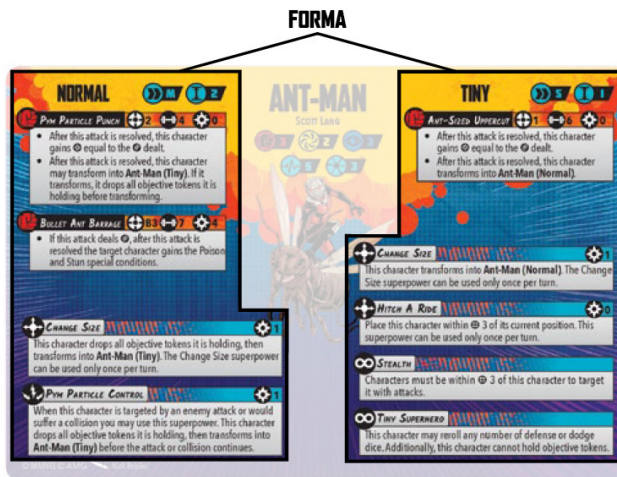 FORMA
NORMAL
M 2
PYM PARTICLE PUNCH 2 4 0
• After this attack is resolved, this character
gains equal to the dealt.
• After this attack is resolved, this character
may transform into Ant-Man (Tiny). If it
transforms, it drops all objective tokens it is
holding before transforming.
BULLET ANT BARRAGE B3 7 4
• If this attack deals , after this attack is
resolved the target character gains the Poison
and Stun special conditions.
CHANGE SIZE 1
This character drops all objective tokens it is holding, then
transforms into Ant-Man (Tiny). The Change Size superpower
can be used only once per turn.
PYM PARTICLE CONTROL 1
When this character is targeted by an enemy attack or would
suffer a collision you may use this superpower. This character
drops all objective tokens it is holding, then transforms into
Ant-Man (Tiny) before the attack or collision continues.
ANT-MAN
SCOTT LANG
3 2 3
5 3
TINY
S 1
ANT-SIZED UPPERCUT 1 6 0
• After this attack is resolved, this character
gains equal to the dealt.
• After this attack is resolved, this character
transforms into Ant-Man (Normal).
CHANGE SIZE 1
This character transforms into Ant-Man (Normal). The Change
Size superpower can be used only once per turn.
HITCH A RIDE 0
Place this character within 3 of its current position. This
superpower can be used only once per turn.
STEALTH
Characters must be within 3 of this character to target
it with attacks.
TINY SUPERHERO
This character may reroll any number of defense or dodge
dice. Additionally, this character cannot hold objective tokens.